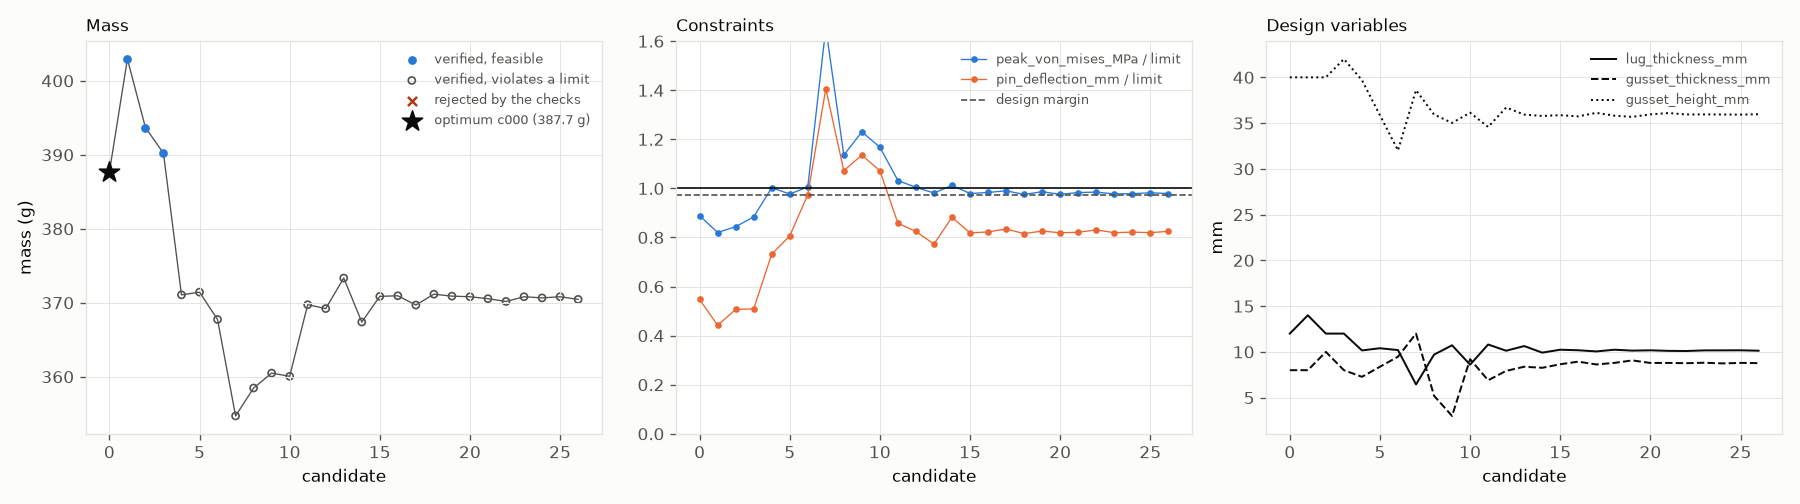 Mass
mass (g)
400
390
380
370
360
0 5 10 15 20 25
candidate
verified, feasible
verified, violates a limit
rejected by the checks
optimum c000 (387.7 g)
Constraints
1.6
1.4
1.2
1.0
0.8
0.6
0.4
0.2
0.0
0 5 10 15 20 25
candidate
peak_von_mises_MPa / limit
pin_deflection_mm / limit
design margin
Design variables
mm
40
35
30
25
20
15
10
5
0 5 10 15 20 25
candidate
lug_thickness_mm
gusset_thickness_mm
gusset_height_mm